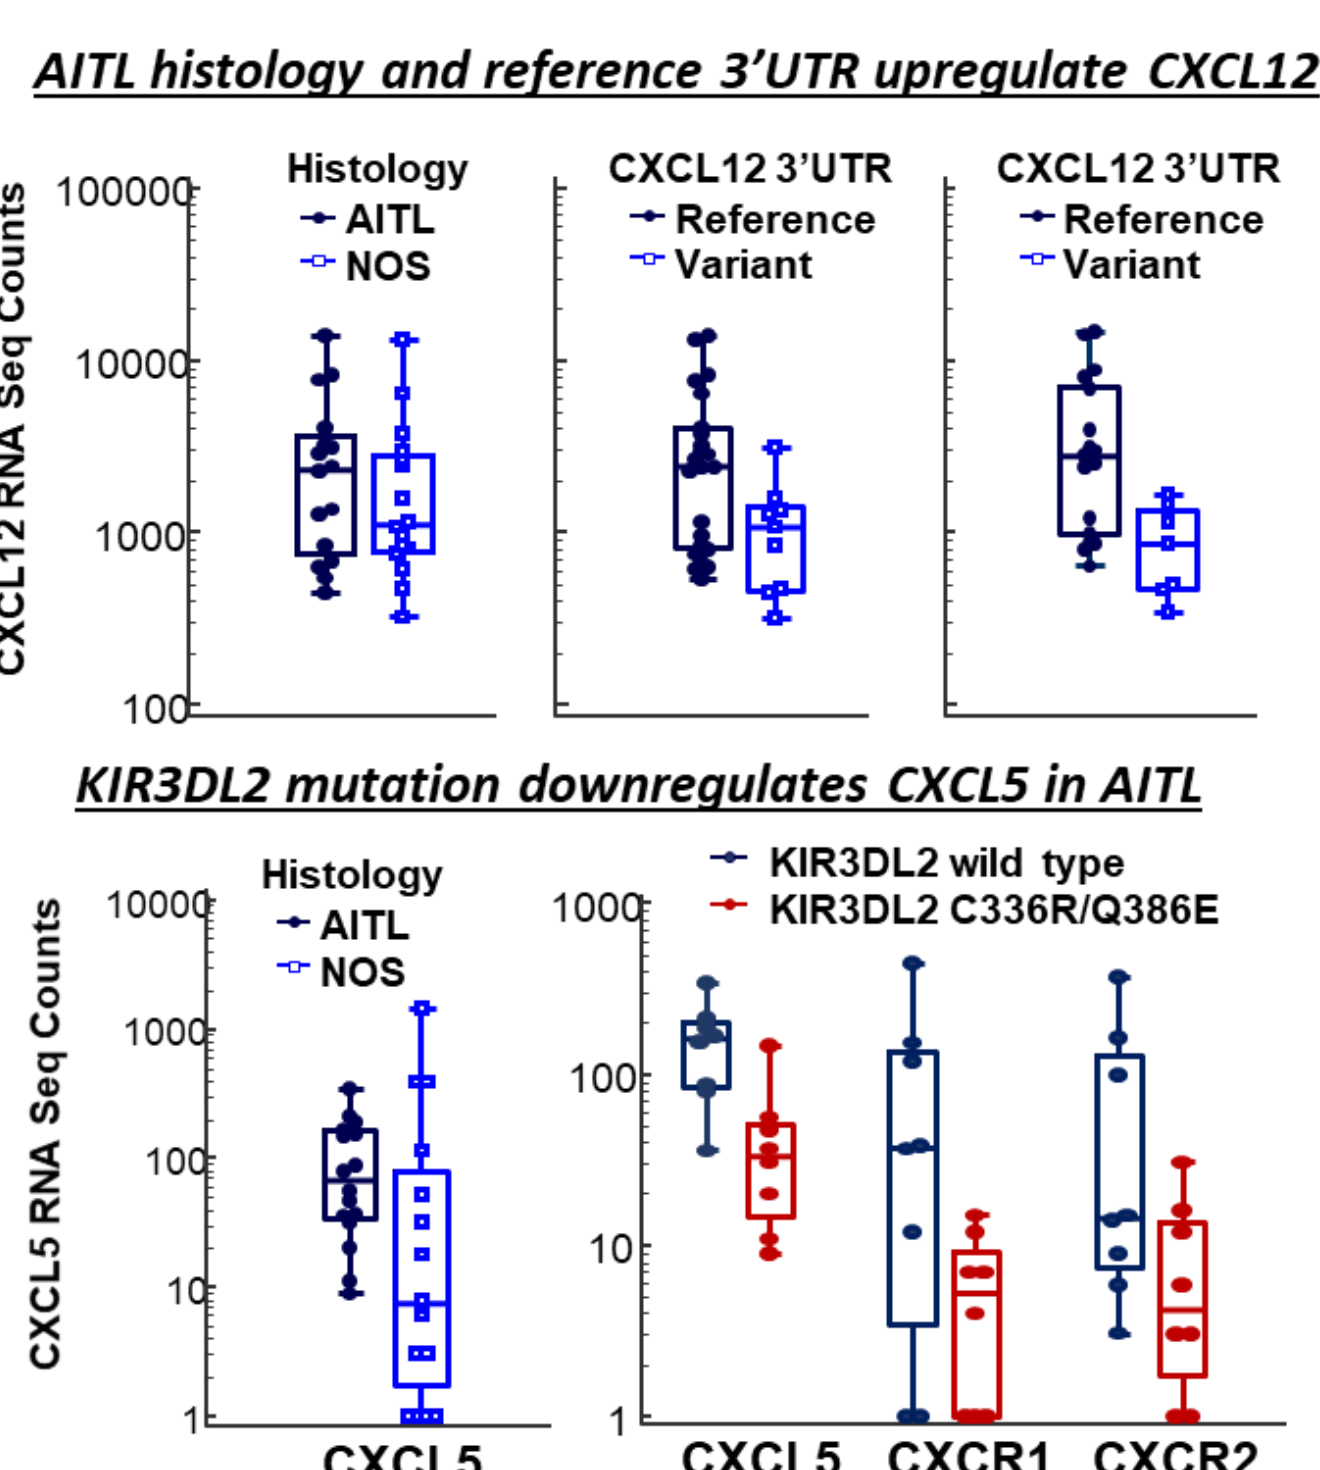 AITL histology and reference 3'UTR upregulate CXCL12
CXCL12 RNA Seq Counts
Histology
AITL
NOS
CXCL12 3'UTR
Reference
Variant
CXCL12 3'UTR
Reference
Variant
100000
10000
1000
100
KIR3DL2 mutation downregulates CXCL5 in AITL
CXCL5 RNA Seq Counts
Histology
AITL
NOS
10000
1000
100
10
1
CXCL5
KIR3DL2 wild type
KIR3DL2 C336R/Q386E
1000
100
10
1
CXCL5 CXCR1 CXCR2